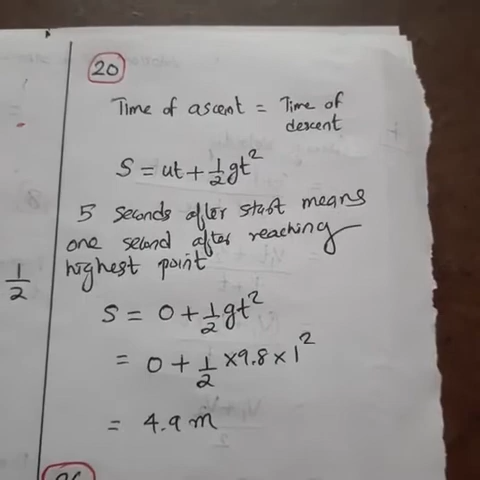 20
Time of ascent = Time of
descent
S = ut + 1/2 gt²
5 seconds after start means
one second after reaching
highest point
1/2
S = 0 + 1/2 gt²
= 0 + 1/2 × 9.8 × 1²
= 4.9 m